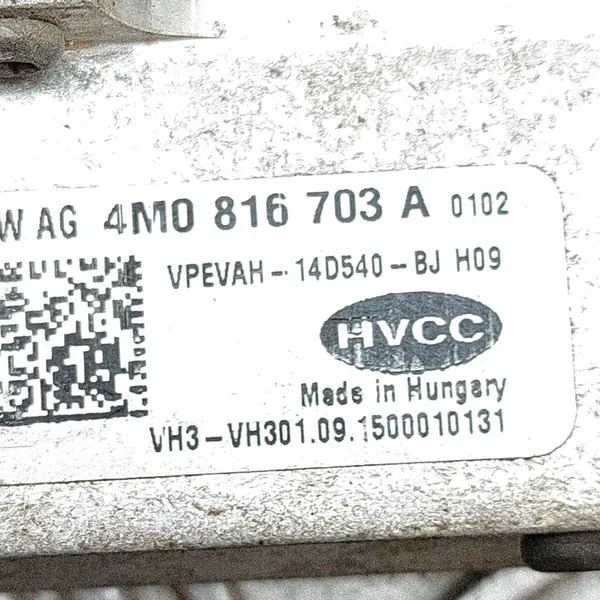 W AG 4M0 816 703 A 0102
VPEVAH-14D540-BJ H09
HVCC
Made in Hungary
VH3-VH301.09.1500010131